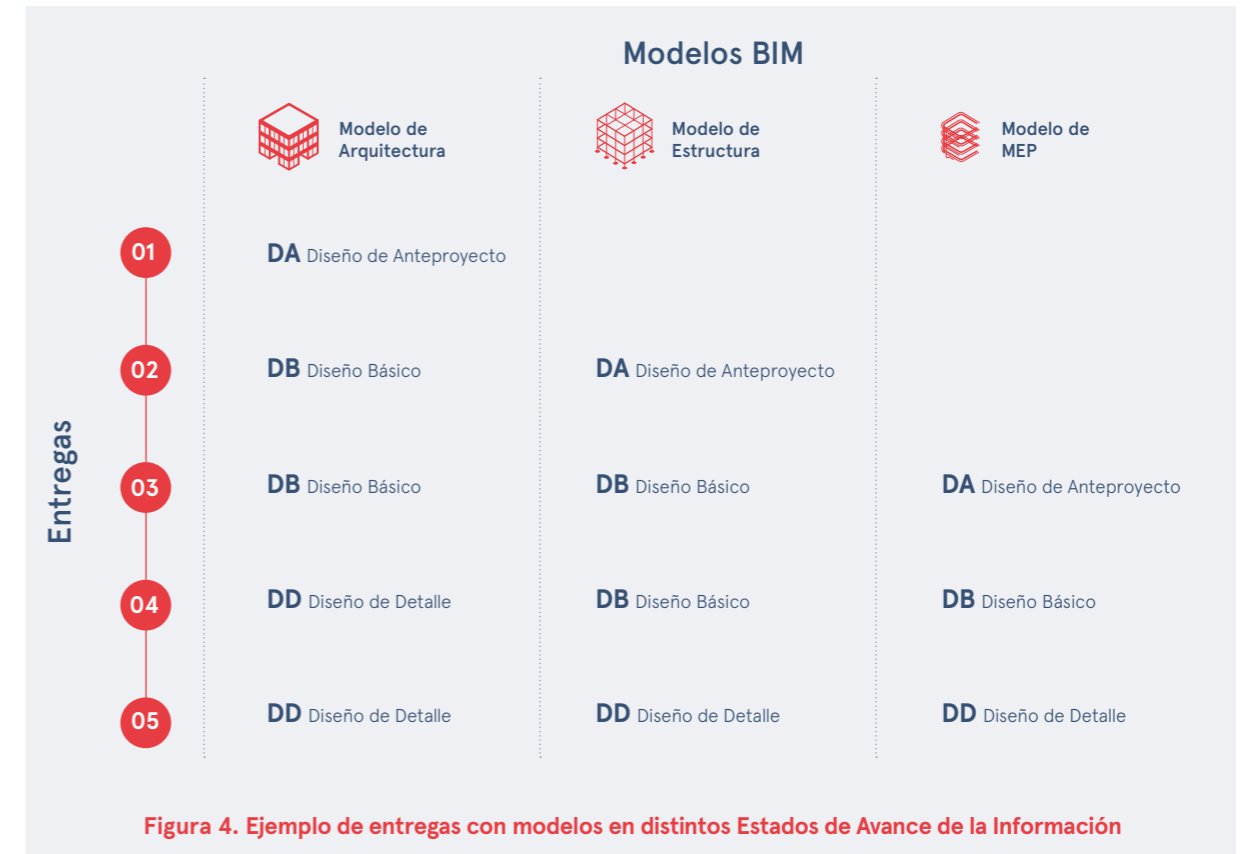 Modelos BIM
Modelo de
Arquitectura
Modelo de
Estructura
Modelo de
MEP
Entregas
01
DA Diseño de Anteproyecto
02
DB Diseño Básico
DA Diseño de Anteproyecto
03
DB Diseño Básico
DB Diseño Básico
DA Diseño de Anteproyecto
04
DD Diseño de Detalle
DB Diseño Básico
DB Diseño Básico
05
DD Diseño de Detalle
DD Diseño de Detalle
DD Diseño de Detalle
Figura 4. Ejemplo de entregas con modelos en distintos Estados de Avance de la Información